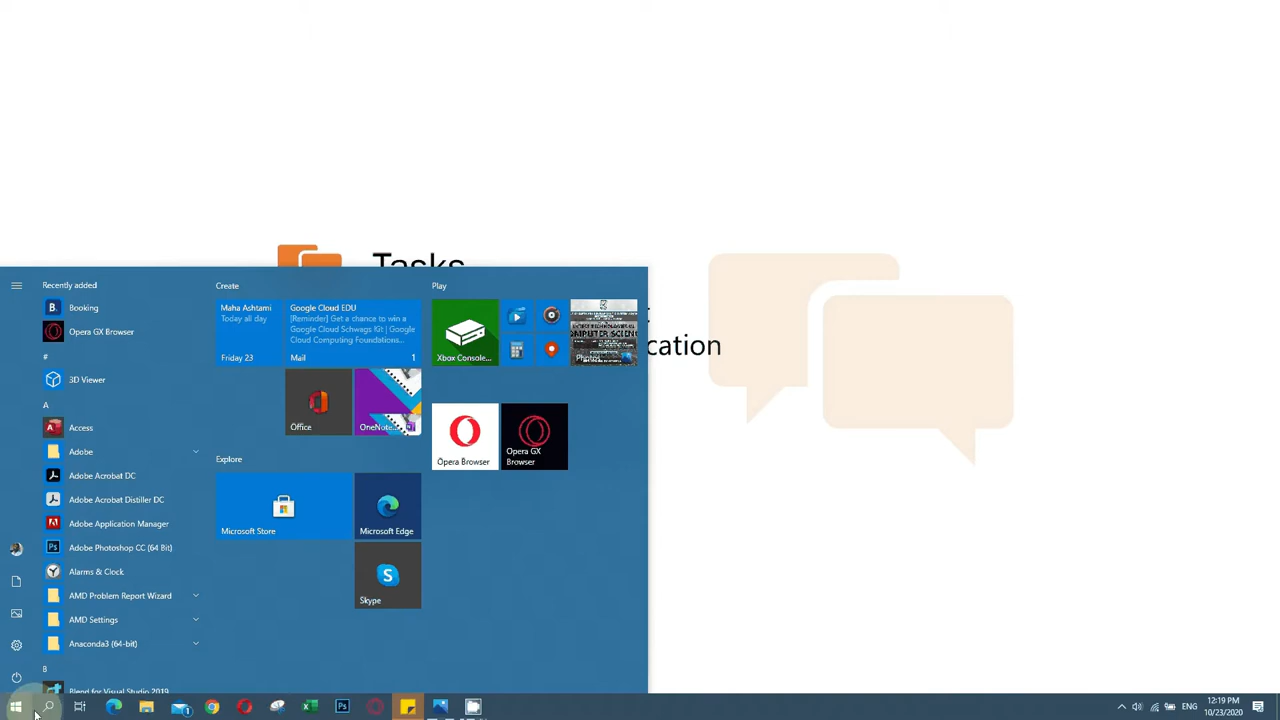 Tasks
cation
Recently added
Booking
Opera GX Browser
#
3D Viewer
A
Access
Adobe
Adobe Acrobat DC
Adobe Acrobat Distiller DC
Adobe Application Manager
Adobe Photoshop CC (64 Bit)
Alarms & Clock
AMD Problem Report Wizard
AMD Settings
Anaconda3 (64-bit)
B
Blend for Visual Studio 2019
Create
Maha Ashtami
Today all day
Friday 23
Google Cloud EDU
[Reminder] Get a chance to win a
Google Cloud Schwags Kit | Google
Cloud Computing Foundations...
Mail 1
Office
OneNote...
Explore
Microsoft Store
Microsoft Edge
Skype
Play
Xbox Console...
COMPUTER SCIEN
Photos
Opera Browser
Opera GX
Browser
ENG
12:19 PM
10/23/2020